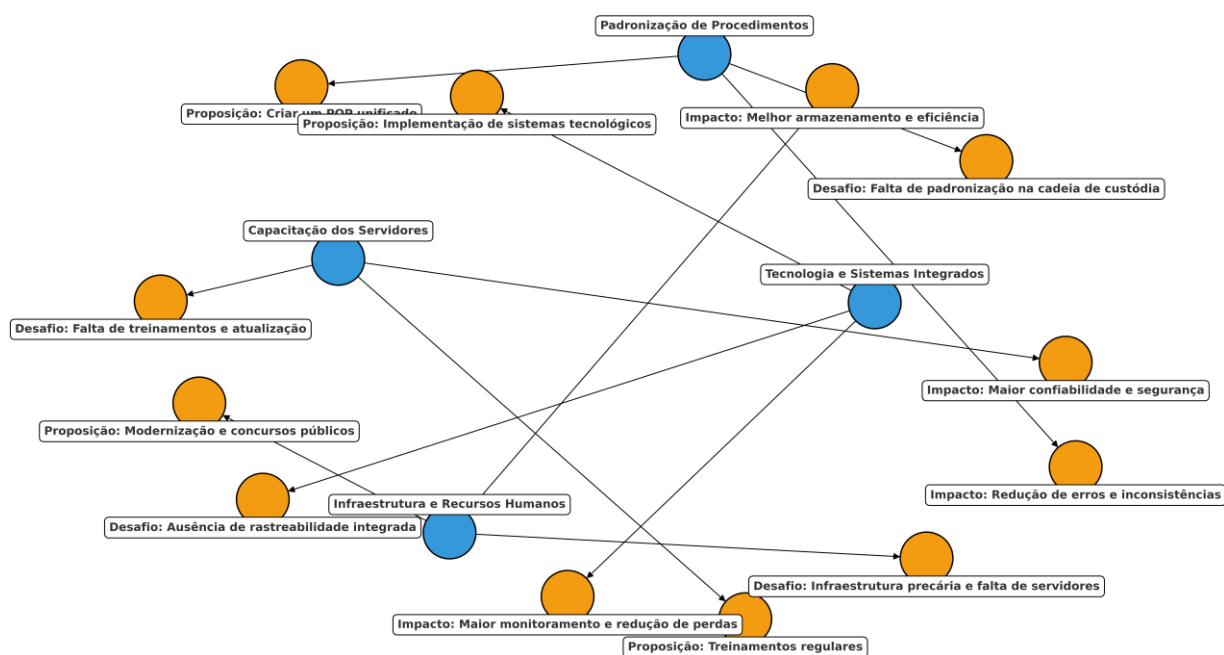 Padronização de Procedimentos
Proposição: Criar um POP unificado
Proposição: Implementação de sistemas tecnológicos
Impacto: Melhor armazenamento e eficiência
Desafio: Falta de padronização na cadeia de custódia
Capacitação dos Servidores
Tecnologia e Sistemas Integrados
Desafio: Falta de treinamentos e atualização
Impacto: Maior confiabilidade e segurança
Proposição: Modernização e concursos públicos
Impacto: Redução de erros e inconsistências
Infraestrutura e Recursos Humanos
Desafio: Ausência de rastreabilidade integrada
Desafio: Infraestrutura precária e falta de servidores
Impacto: Maior monitoramento e redução de perdas
Proposição: Treinamentos regulares